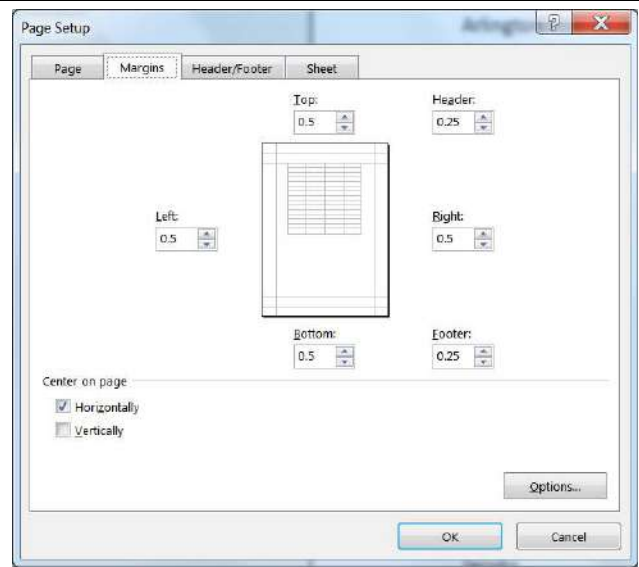 Page Setup
Page Margins Header/Footer Sheet
Top: Header:
0.5 0.25
Left: Right:
0.5 0.5
Bottom: Footer:
0.5 0.25
Center on page
Horizontally
Vertically
Options...
OK Cancel